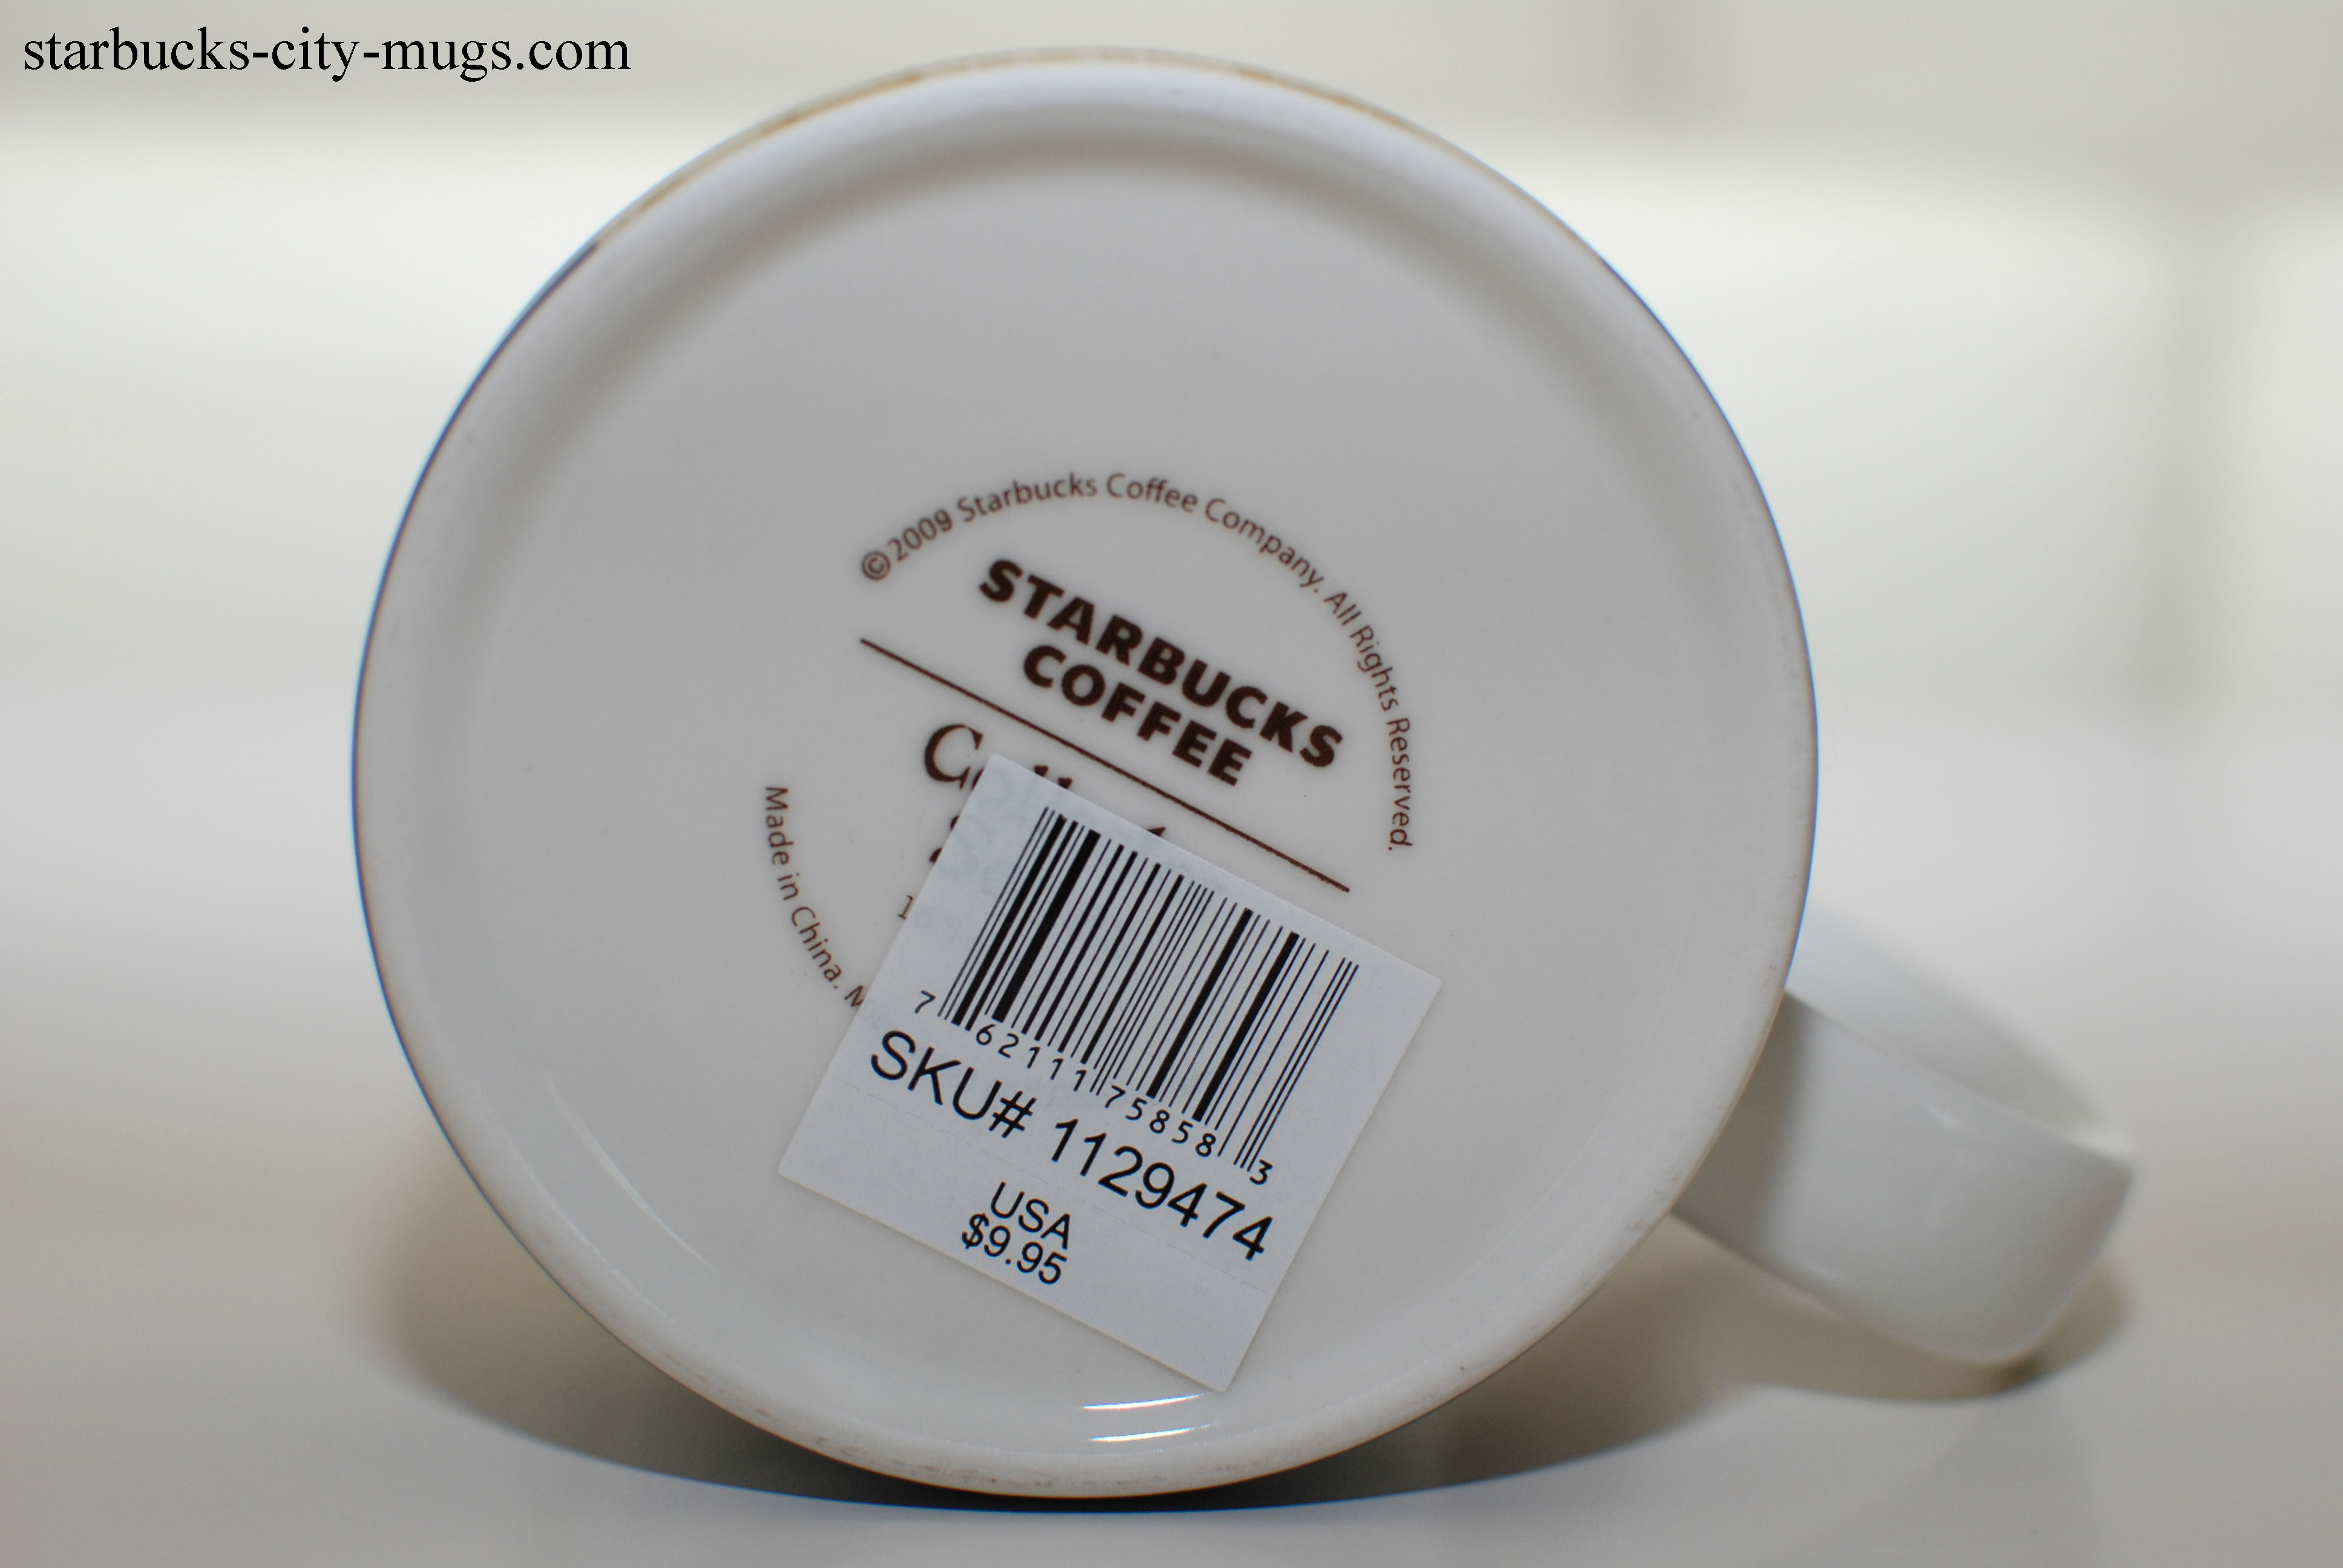 starbucks-city-mugs.com
©2009 Starbucks Coffee Company. All Rights Reserved.
STARBUCKS
COFFEE
Made in China.
7 62111 75858 3
SKU# 1129474
USA
$9.95